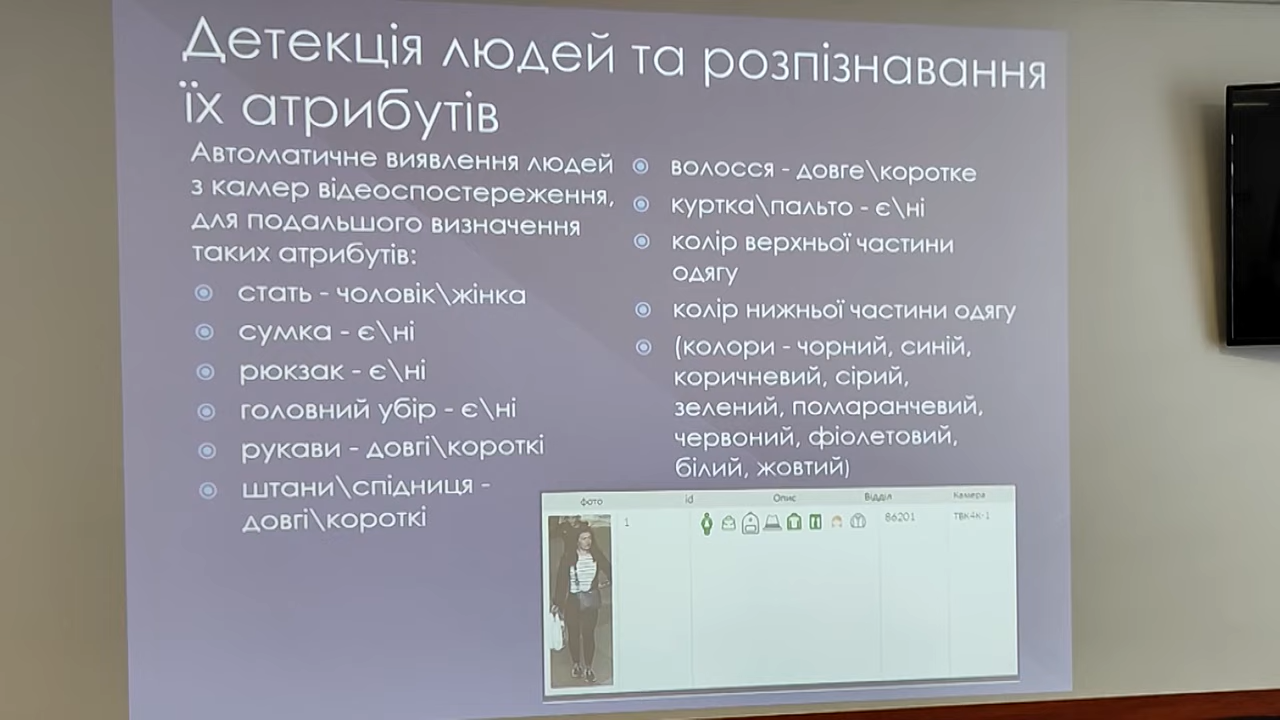 Детекція людей та розпізнавання
їх атрибутів
Автоматичне виявлення людей
з камер відеоспостереження,
для подальшого визначення
таких атрибутів:
стать - чоловік\жінка
сумка - є\ні
рюкзак - є\ні
головний убір - є\ні
рукави - довгі\короткі
штани\спідниця -
довгі\короткі
волосся - довге\коротке
куртка\пальто - є\ні
колір верхньої частини
одягу
колір нижньої частини одягу
(колори - чорний, синій,
коричневий, сірий,
зелений, помаранчевий,
червоний, фіолетовий,
білий, жовтий)
Фото id Опис Відділ Камера
1 86201 ТВК4К-1